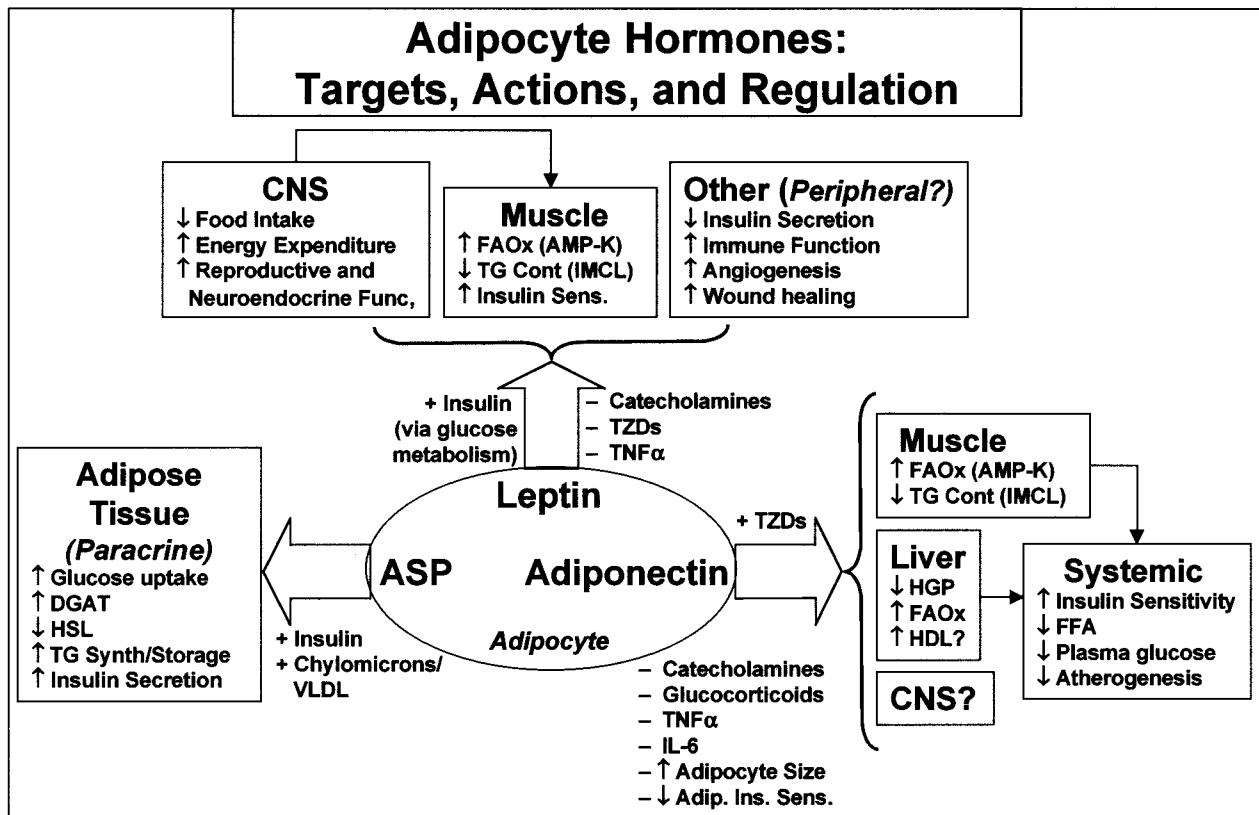 Adipocyte Hormones:
Targets, Actions, and Regulation
CNS
↓ Food Intake
↑ Energy Expenditure
↑ Reproductive and
Neuroendocrine Func,
Muscle
↑ FAOx (AMP-K)
↓ TG Cont (IMCL)
↑ Insulin Sens.
Other (Peripheral?)
↓ Insulin Secretion
↑ Immune Function
↑ Angiogenesis
↑ Wound healing
+ Insulin
(via glucose
metabolism)
– Catecholamines
– TZDs
– TNFα
Adipose
Tissue
(Paracrine)
↑ Glucose uptake
↑ DGAT
↓ HSL
↑ TG Synth/Storage
↑ Insulin Secretion
Leptin
ASP
Adiponectin
Adipocyte
+ Insulin
+ Chylomicrons/
VLDL
+ TZDs
– Catecholamines
– Glucocorticoids
– TNFα
– IL-6
– ↑ Adipocyte Size
– ↓ Adip. Ins. Sens.
Muscle
↑ FAOx (AMP-K)
↓ TG Cont (IMCL)
Liver
↓ HGP
↑ FAOx
↑ HDL?
CNS?
Systemic
↑ Insulin Sensitivity
↓ FFA
↓ Plasma glucose
↓ Atherogenesis